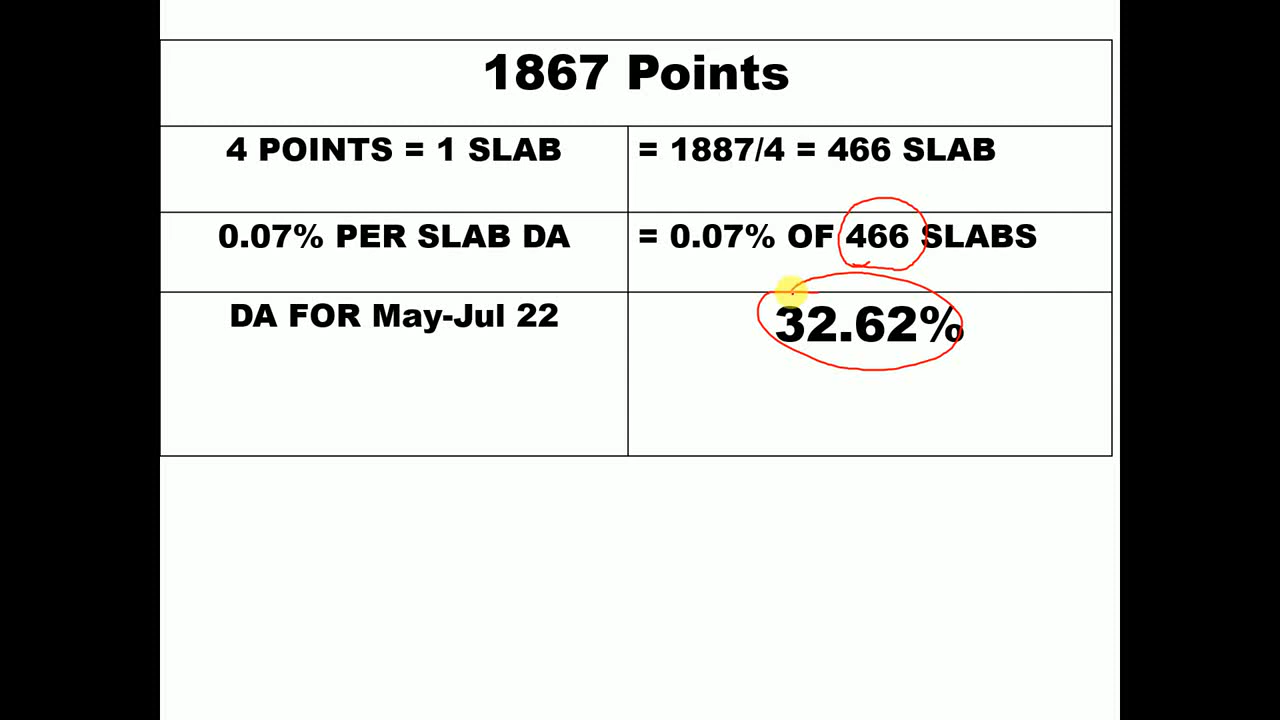 1867 Points
4 POINTS = 1 SLAB
= 1887/4 = 466 SLAB
0.07% PER SLAB DA
= 0.07% OF 466 SLABS
DA FOR May-Jul 22
32.62%